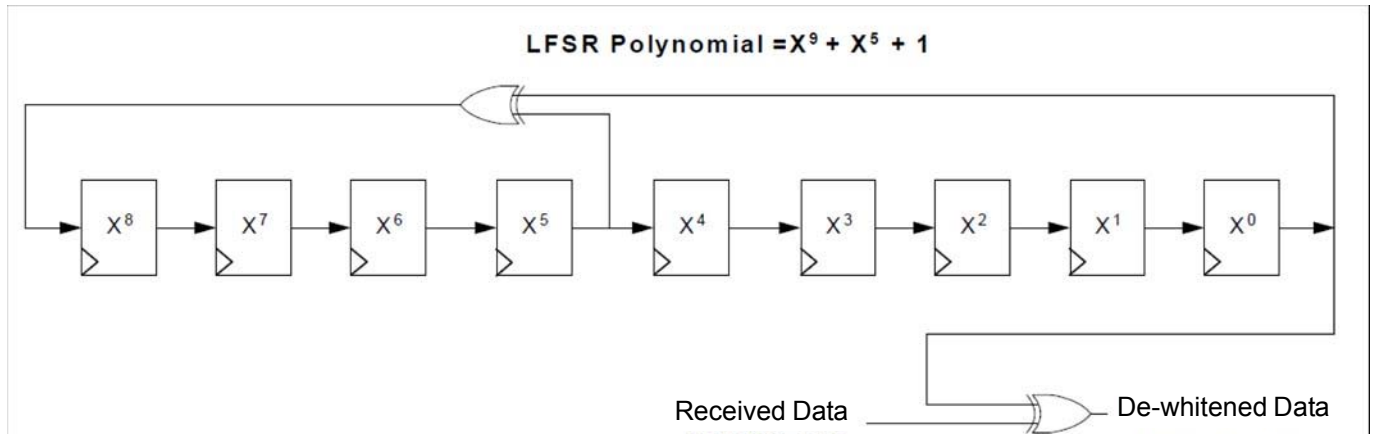 LFSR Polynomial =X⁹ + X⁵ + 1
X⁸ X⁷ X⁶ X⁵ X⁴ X³ X² X¹ X⁰
Received Data De-whitened Data